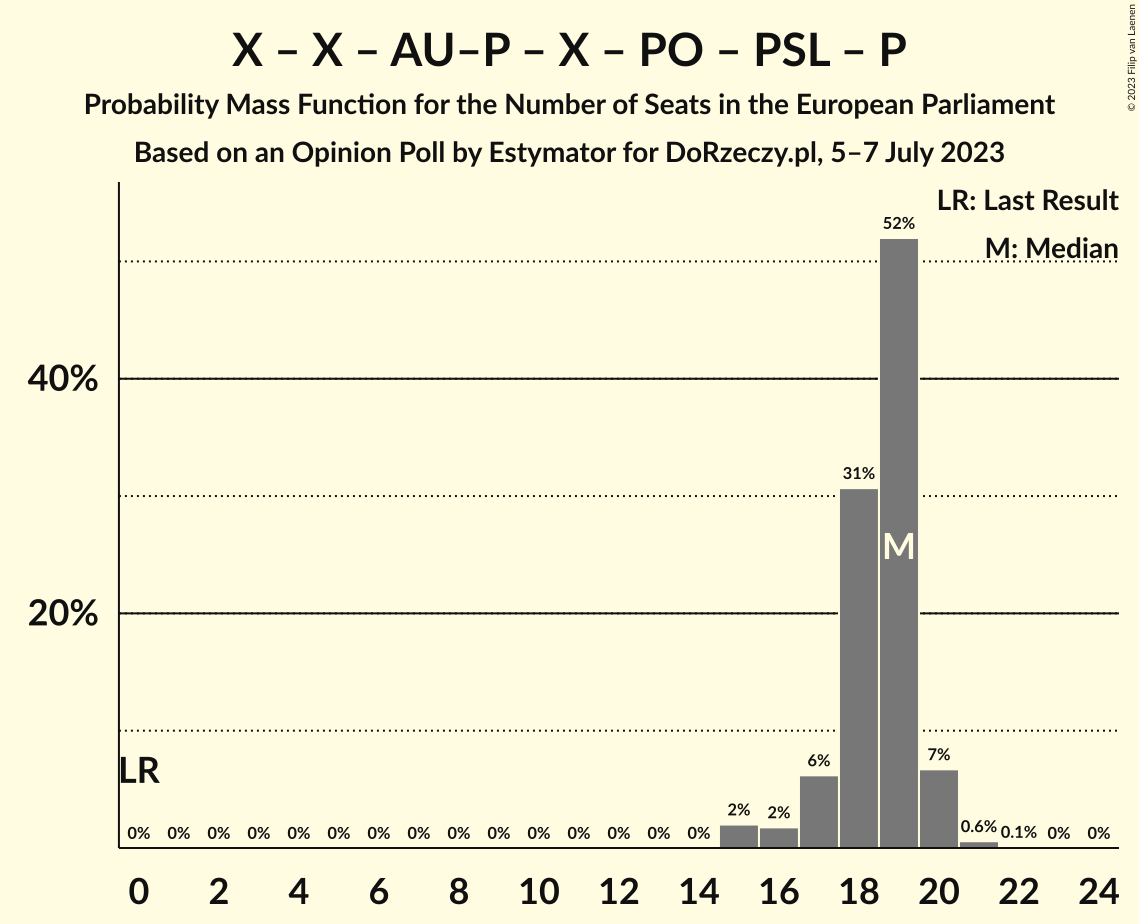 X – X – AU–P – X – PO – PSL – P
Probability Mass Function for the Number of Seats in the European Parliament
Based on an Opinion Poll by Estymator for DoRzeczy.pl, 5–7 July 2023
© 2023 Filip van Laenen
LR: Last Result
M: Median
52%
40%
31%
M
20%
LR
0% 0% 0% 0% 0% 0% 0% 0% 0% 0% 0% 0% 0% 0% 0% 2% 2% 6% 7% 0.6% 0.1% 0% 0%
0 2 4 6 8 10 12 14 16 18 20 22 24